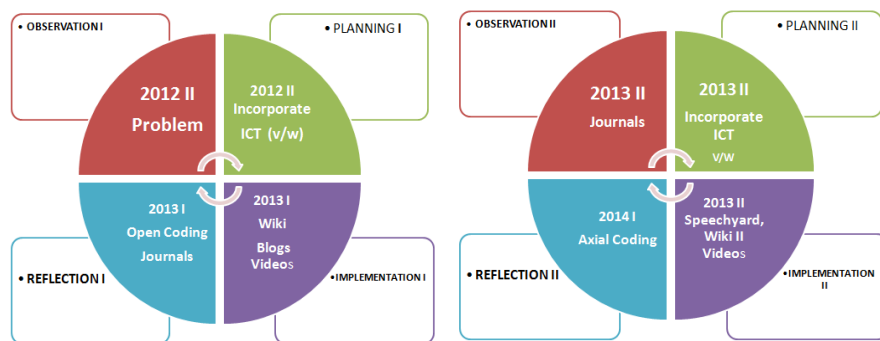 • OBSERVATION I
• PLANNING I
2012 II
Problem
2012 II
Incorporate
ICT (v/w)
2013 I
Open Coding
Journals
2013 I
Wiki
Blogs
Videos
• REFLECTION I
• IMPLEMENTATION I
• OBSERVATION II
• PLANNING II
2013 II
Journals
2013 II
Incorporate
ICT
V/W
2014 I
Axial Coding
2013 II
Speechyard,
Wiki II
Videos
• REFLECTION II
• IMPLEMENTATION
II